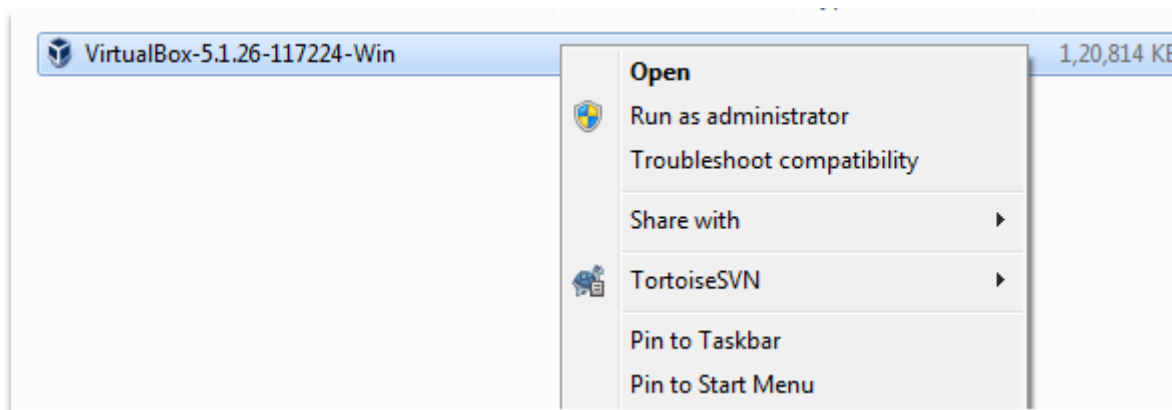 VirtualBox-5.1.26-117224-Win
1,20,814 KB
Open
Run as administrator
Troubleshoot compatibility
Share with
TortoiseSVN
Pin to Taskbar
Pin to Start Menu